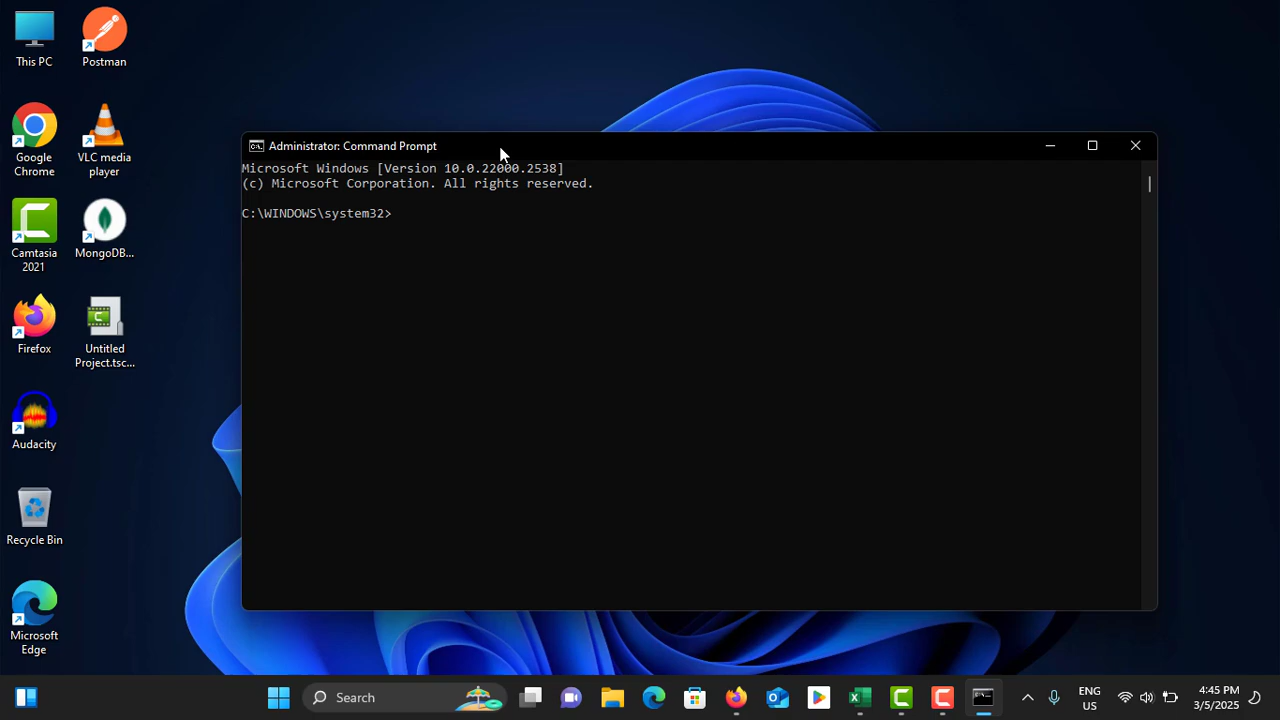 This PC
Postman
Google
Chrome
VLC media
player
Camtasia
2021
MongoDB...
Firefox
Untitled
Project.tsc...
Audacity
Recycle Bin
Microsoft
Edge
Administrator: Command Prompt
Microsoft Windows [Version 10.0.22000.2538]
(c) Microsoft Corporation. All rights reserved.
C:\WINDOWS\system32>
Search
ENG
US
4:45 PM
3/5/2025